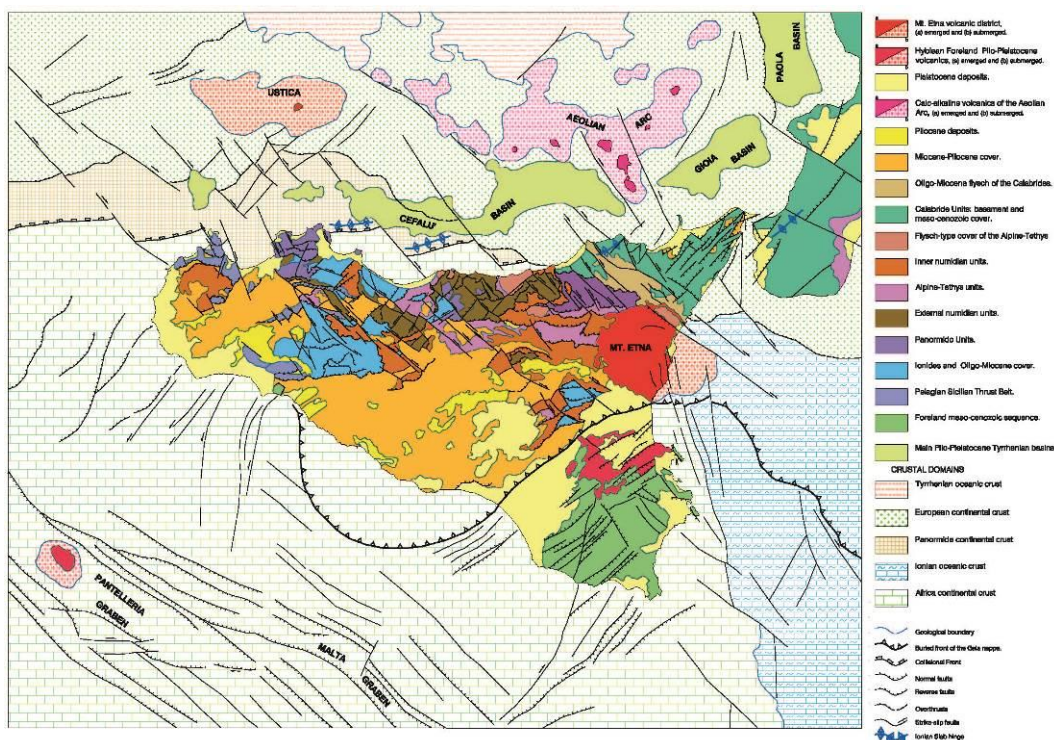 USTICA
AEOLIAN
ARC
PAOLA
BASIN
GIOIA
BASIN
CEFALU
BASIN
MT. ETNA
PANTELLERIA
GRABEN
MALTA
GRABEN
Mt. Etna volcanic district,
(a) emerged and (b) submerged.
Hyblean Foreland Plio-Pleistocene
volcanics, (a) emerged and (b) submerged.
Pleistocene deposits.
Calc-alkaline volcanics of the Aeolian
Arc, (a) emerged and (b) submerged.
Pliocene deposits.
Miocene-Pliocene cover.
Oligo-Miocene flysch of the Calabrides.
Calabride Units: basement and
meso-cenozoic cover.
Flysch-type cover of the Alpine-Tethys
Inner numidian units.
Alpine-Tethys units.
External numidian units.
Panormide Units.
Ionides and Oligo-Miocene cover.
Pelagian Sicilian Thrust Belt.
Foreland meso-cenozoic sequence.
Main Plio-Pleistocene Tyrrhenian basins
CRUSTAL DOMAINS
Tyrrhenian oceanic crust
European continental crust
Panormide continental crust
Ionian oceanic crust
Africa continental crust
Geological boundary
Buried front of the Gela nappe.
Collisional Front
Normal faults
Reverse faults
Overthrusts
Strike-slip faults
Ionian Slab hinge